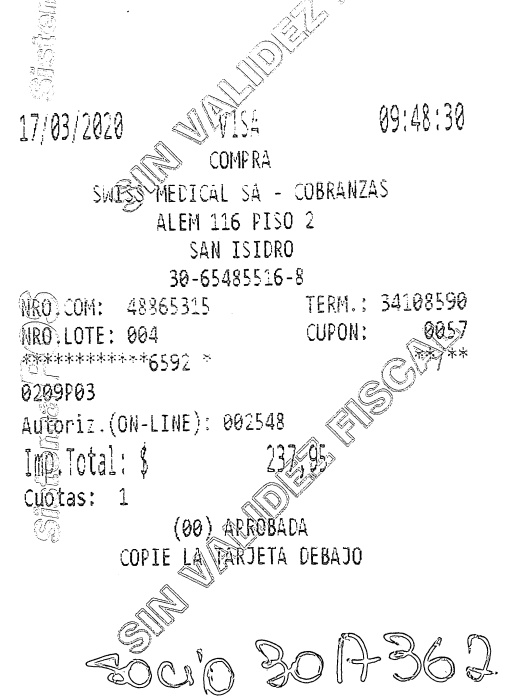 17/03/2020 VISA 09:48:30
COMPRA
SWISS MEDICAL SA - COBRANZAS
ALEM 116 PISO 2
SAN ISIDRO
30-65485516-8
NRO.COM: 48865315 TERM.: 34108590
NRO.LOTE: 004 CUPON: 0057
************6592 * **/**
0209P03
Autoriz.(ON-LINE): 002548
Imp.Total: $ 237,95
Cuotas: 1
(00) APROBADA
COPIE LA TARJETA DEBAJO
SIN VALIDEZ FISCAL
SIN VALIDEZ
Socio 30A362